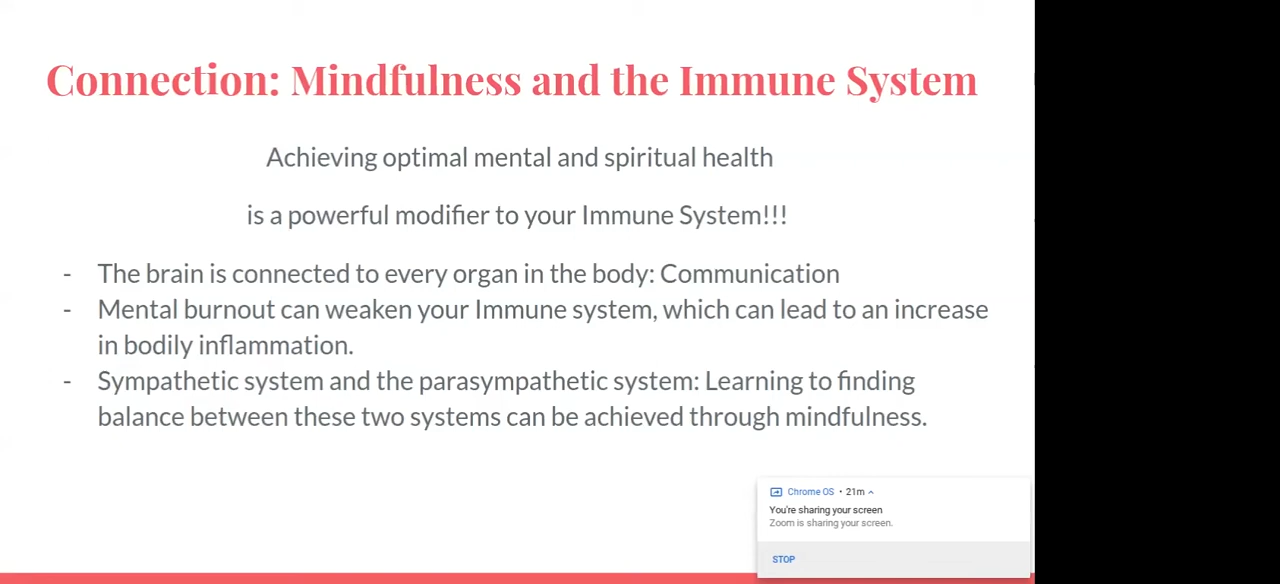 Connection: Mindfulness and the Immune System
Achieving optimal mental and spiritual health
is a powerful modifier to your Immune System!!!
- The brain is connected to every organ in the body: Communication
- Mental burnout can weaken your Immune system, which can lead to an increase
in bodily inflammation.
- Sympathetic system and the parasympathetic system: Learning to finding
balance between these two systems can be achieved through mindfulness.
Chrome OS • 21m
You're sharing your screen
Zoom is sharing your screen.
STOP